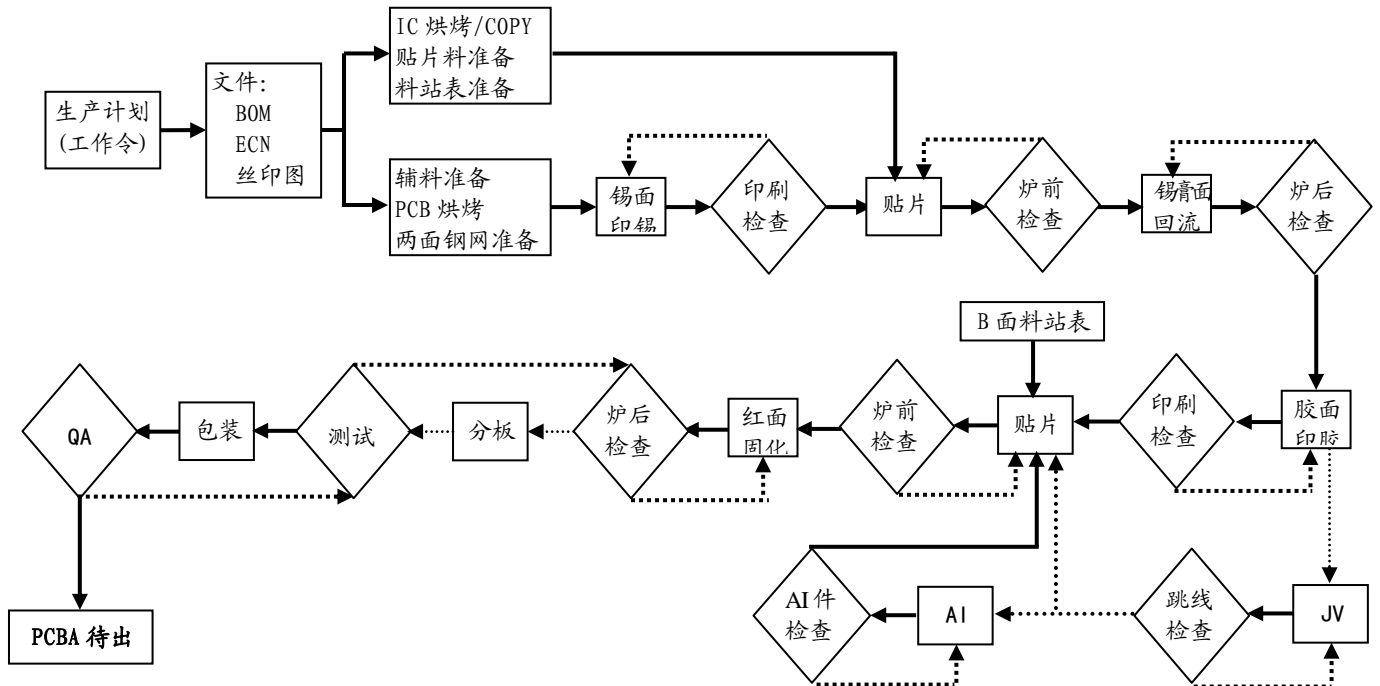 生产计划
(工作令)
文件:
BOM
ECN
丝印图
IC 烘烤/COPY
贴片料准备
料站表准备
辅料准备
PCB 烘烤
两面钢网准备
锡面
印锡
印刷
检查
贴片
炉前
检查
锡膏面
回流
炉后
检查
B 面料站表
QA
包装
测试
分板
炉后
检查
红面
固化
炉前
检查
贴片
印刷
检查
胶面
印胶
PCBA 待出
AI 件
检查
AI
跳线
检查
JV